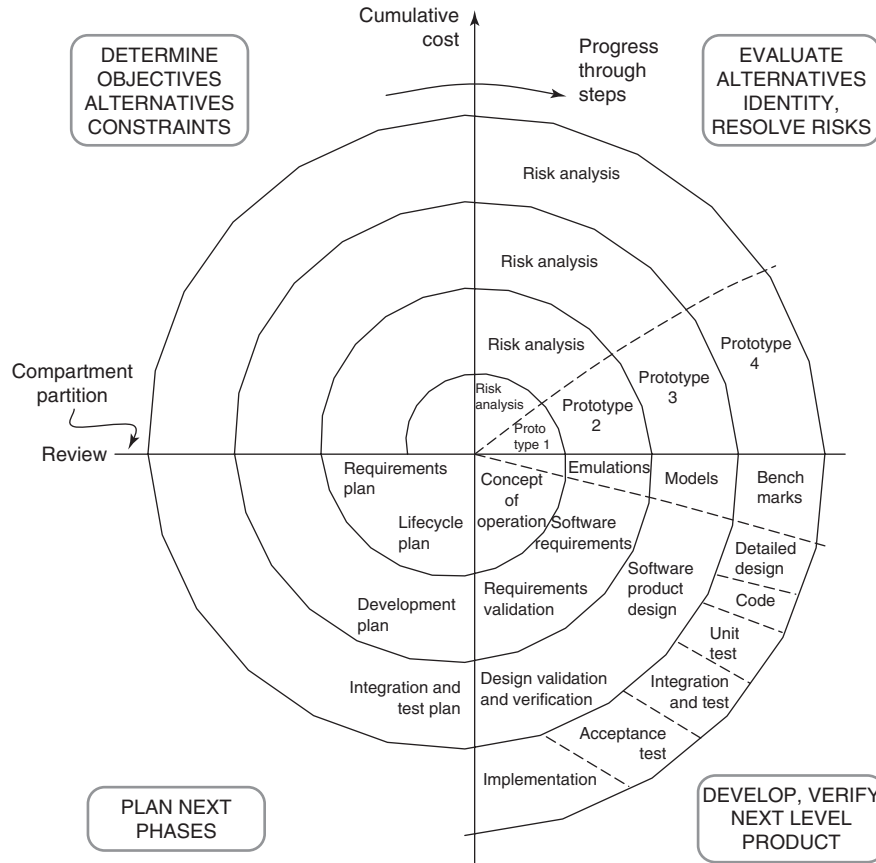 Cumulative
cost
Progress
through
steps
DETERMINE
OBJECTIVES
ALTERNATIVES
CONSTRAINTS
EVALUATE
ALTERNATIVES
IDENTITY,
RESOLVE RISKS
Risk analysis
Risk analysis
Risk analysis
Risk
analysis
Proto
type 1
Prototype
2
Prototype
3
Prototype
4
Compartment
partition
Review
Requirements
plan
Lifecycle
plan
Development
plan
Integration and
test plan
Concept
of
operation
Emulations
Models
Bench
marks
Software
requirements
Requirements
validation
Software
product
design
Design validation
and verification
Detailed
design
Code
Unit
test
Integration
and test
Acceptance
test
Implementation
PLAN NEXT
PHASES
DEVELOP, VERIFY
NEXT LEVEL
PRODUCT